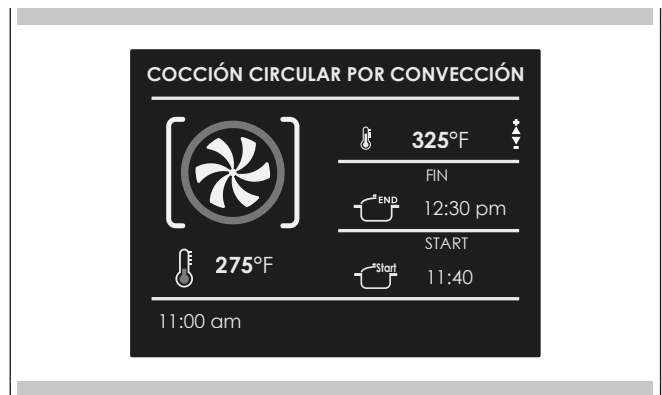 COCCIÓN CIRCULAR POR CONVECCIÓN
325°F
FIN
END
12:30 pm
START
Start
11:40
275°F
11:00 am